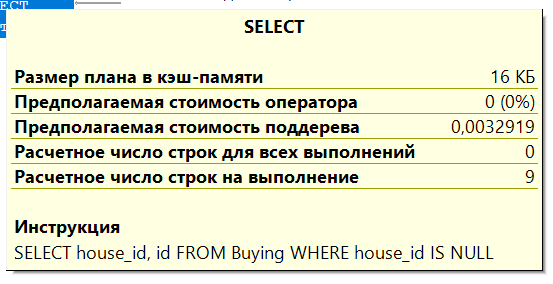 ЕСТ
SELECT
Размер плана в кэш-памяти 16 КБ
Предполагаемая стоимость оператора 0 (0%)
Предполагаемая стоимость поддерева 0,0032919
Расчетное число строк для всех выполнений 0
Расчетное число строк на выполнение 9
Инструкция
SELECT house_id, id FROM Buying WHERE house_id IS NULL